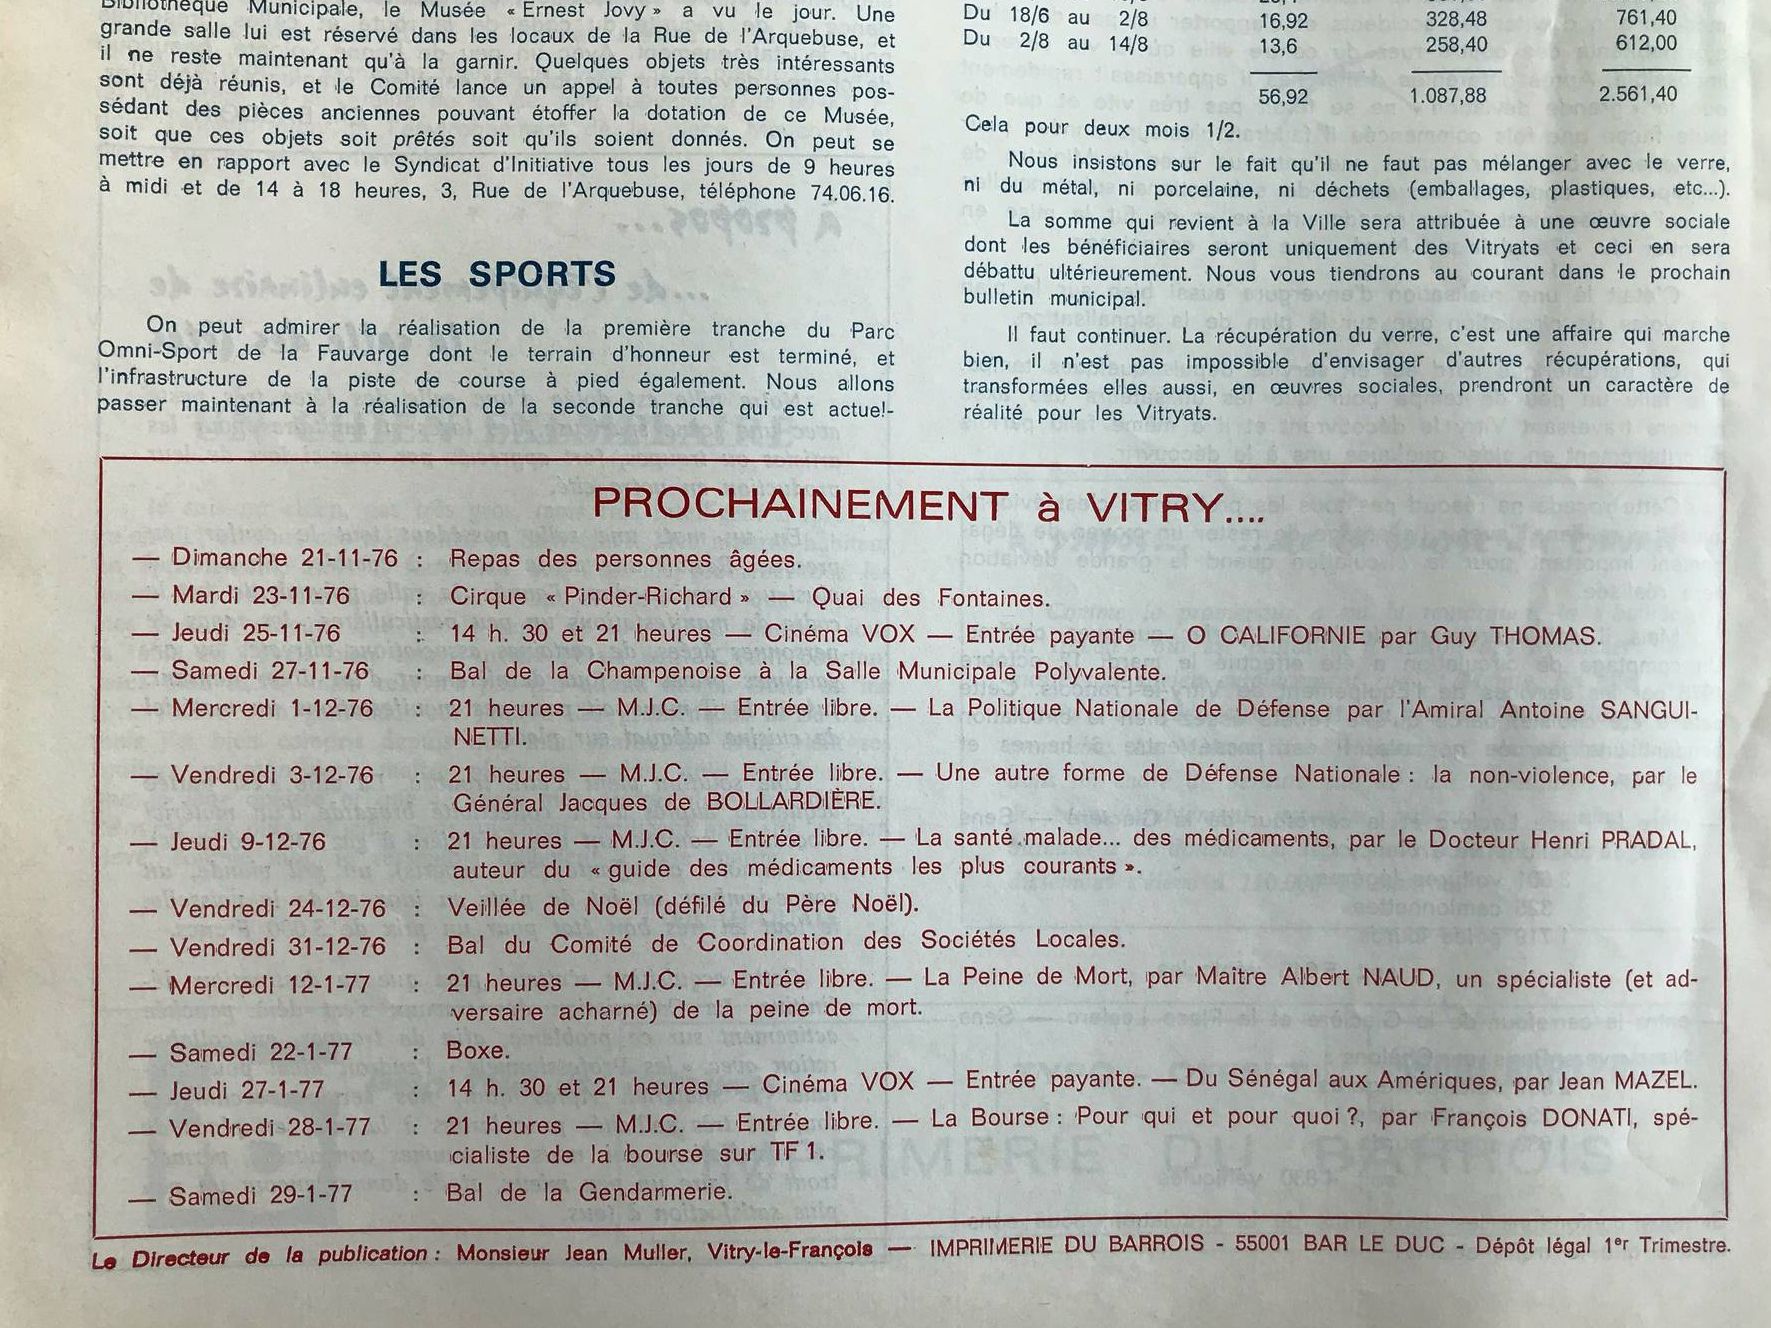 Bibliothèque Municipale, le Musée « Ernest Jovy » a vu le jour. Une
grande salle lui est réservé dans les locaux de la Rue de l'Arquebuse, et
il ne reste maintenant qu'à la garnir. Quelques objets très intéressants
sont déjà réunis, et le Comité lance un appel à toutes personnes pos-
sédant des pièces anciennes pouvant étoffer la dotation de ce Musée,
soit que ces objets soit prêtés soit qu'ils soient donnés. On peut se
mettre en rapport avec le Syndicat d'Initiative tous les jours de 9 heures
à midi et de 14 à 18 heures, 3, Rue de l'Arquebuse, téléphone 74.06.16.
LES SPORTS
On peut admirer la réalisation de la première tranche du Parc
Omni-Sport de la Fauvarge dont le terrain d'honneur est terminé, et
l'infrastructure de la piste de course à pied également. Nous allons
passer maintenant à la réalisation de la seconde tranche qui est actuel-
Du 18/6 au 2/8 16,92 328,48 761,40
Du 2/8 au 14/8 13,6 258,40 612,00
56,92 1.087,88 2.561,40
Cela pour deux mois 1/2.
Nous insistons sur le fait qu'il ne faut pas mélanger avec le verre,
ni du métal, ni porcelaine, ni déchets (emballages, plastiques, etc...).
La somme qui revient à la Ville sera attribuée à une œuvre sociale
dont les bénéficiaires seront uniquement des Vitryats et ceci en sera
débattu ultérieurement. Nous vous tiendrons au courant dans le prochain
bulletin municipal.
Il faut continuer. La récupération du verre, c'est une affaire qui marche
bien, il n'est pas impossible d'envisager d'autres récupérations, qui
transformées elles aussi, en œuvres sociales, prendront un caractère de
réalité pour les Vitryats.
PROCHAINEMENT à VITRY....
— Dimanche 21-11-76 : Repas des personnes âgées.
— Mardi 23-11-76 : Cirque « Pinder-Richard » — Quai des Fontaines.
— Jeudi 25-11-76 : 14 h. 30 et 21 heures — Cinéma VOX — Entrée payante — O CALIFORNIE par Guy THOMAS.
— Samedi 27-11-76 : Bal de la Champenoise à la Salle Municipale Polyvalente.
— Mercredi 1-12-76 : 21 heures — M.J.C. — Entrée libre. — La Politique Nationale de Défense par l'Amiral Antoine SANGUI-
NETTI.
— Vendredi 3-12-76 : 21 heures — M.J.C. — Entrée libre. — Une autre forme de Défense Nationale : la non-violence, par le
Général Jacques de BOLLARDIÈRE.
— Jeudi 9-12-76 : 21 heures — M.J.C. — Entrée libre. — La santé malade... des médicaments, par le Docteur Henri PRADAL,
auteur du « guide des médicaments les plus courants ».
— Vendredi 24-12-76 : Veillée de Noël (défilé du Père Noël).
— Vendredi 31-12-76 : Bal du Comité de Coordination des Sociétés Locales.
— Mercredi 12-1-77 : 21 heures — M.J.C. — Entrée libre. — La Peine de Mort, par Maître Albert NAUD, un spécialiste (et ad-
versaire acharné) de la peine de mort.
— Samedi 22-1-77 : Boxe.
— Jeudi 27-1-77 : 14 h. 30 et 21 heures — Cinéma VOX — Entrée payante. — Du Sénégal aux Amériques, par Jean MAZEL.
— Vendredi 28-1-77 : 21 heures — M.J.C. — Entrée libre. — La Bourse : Pour qui et pour quoi ?, par François DONATI, spé-
cialiste de la bourse sur TF 1.
— Samedi 29-1-77 : Bal de la Gendarmerie.
Le Directeur de la publication : Monsieur Jean Muller, Vitry-le-François — IMPRIMERIE DU BARROIS - 55001 BAR LE DUC - Dépôt légal 1er Trimestre.